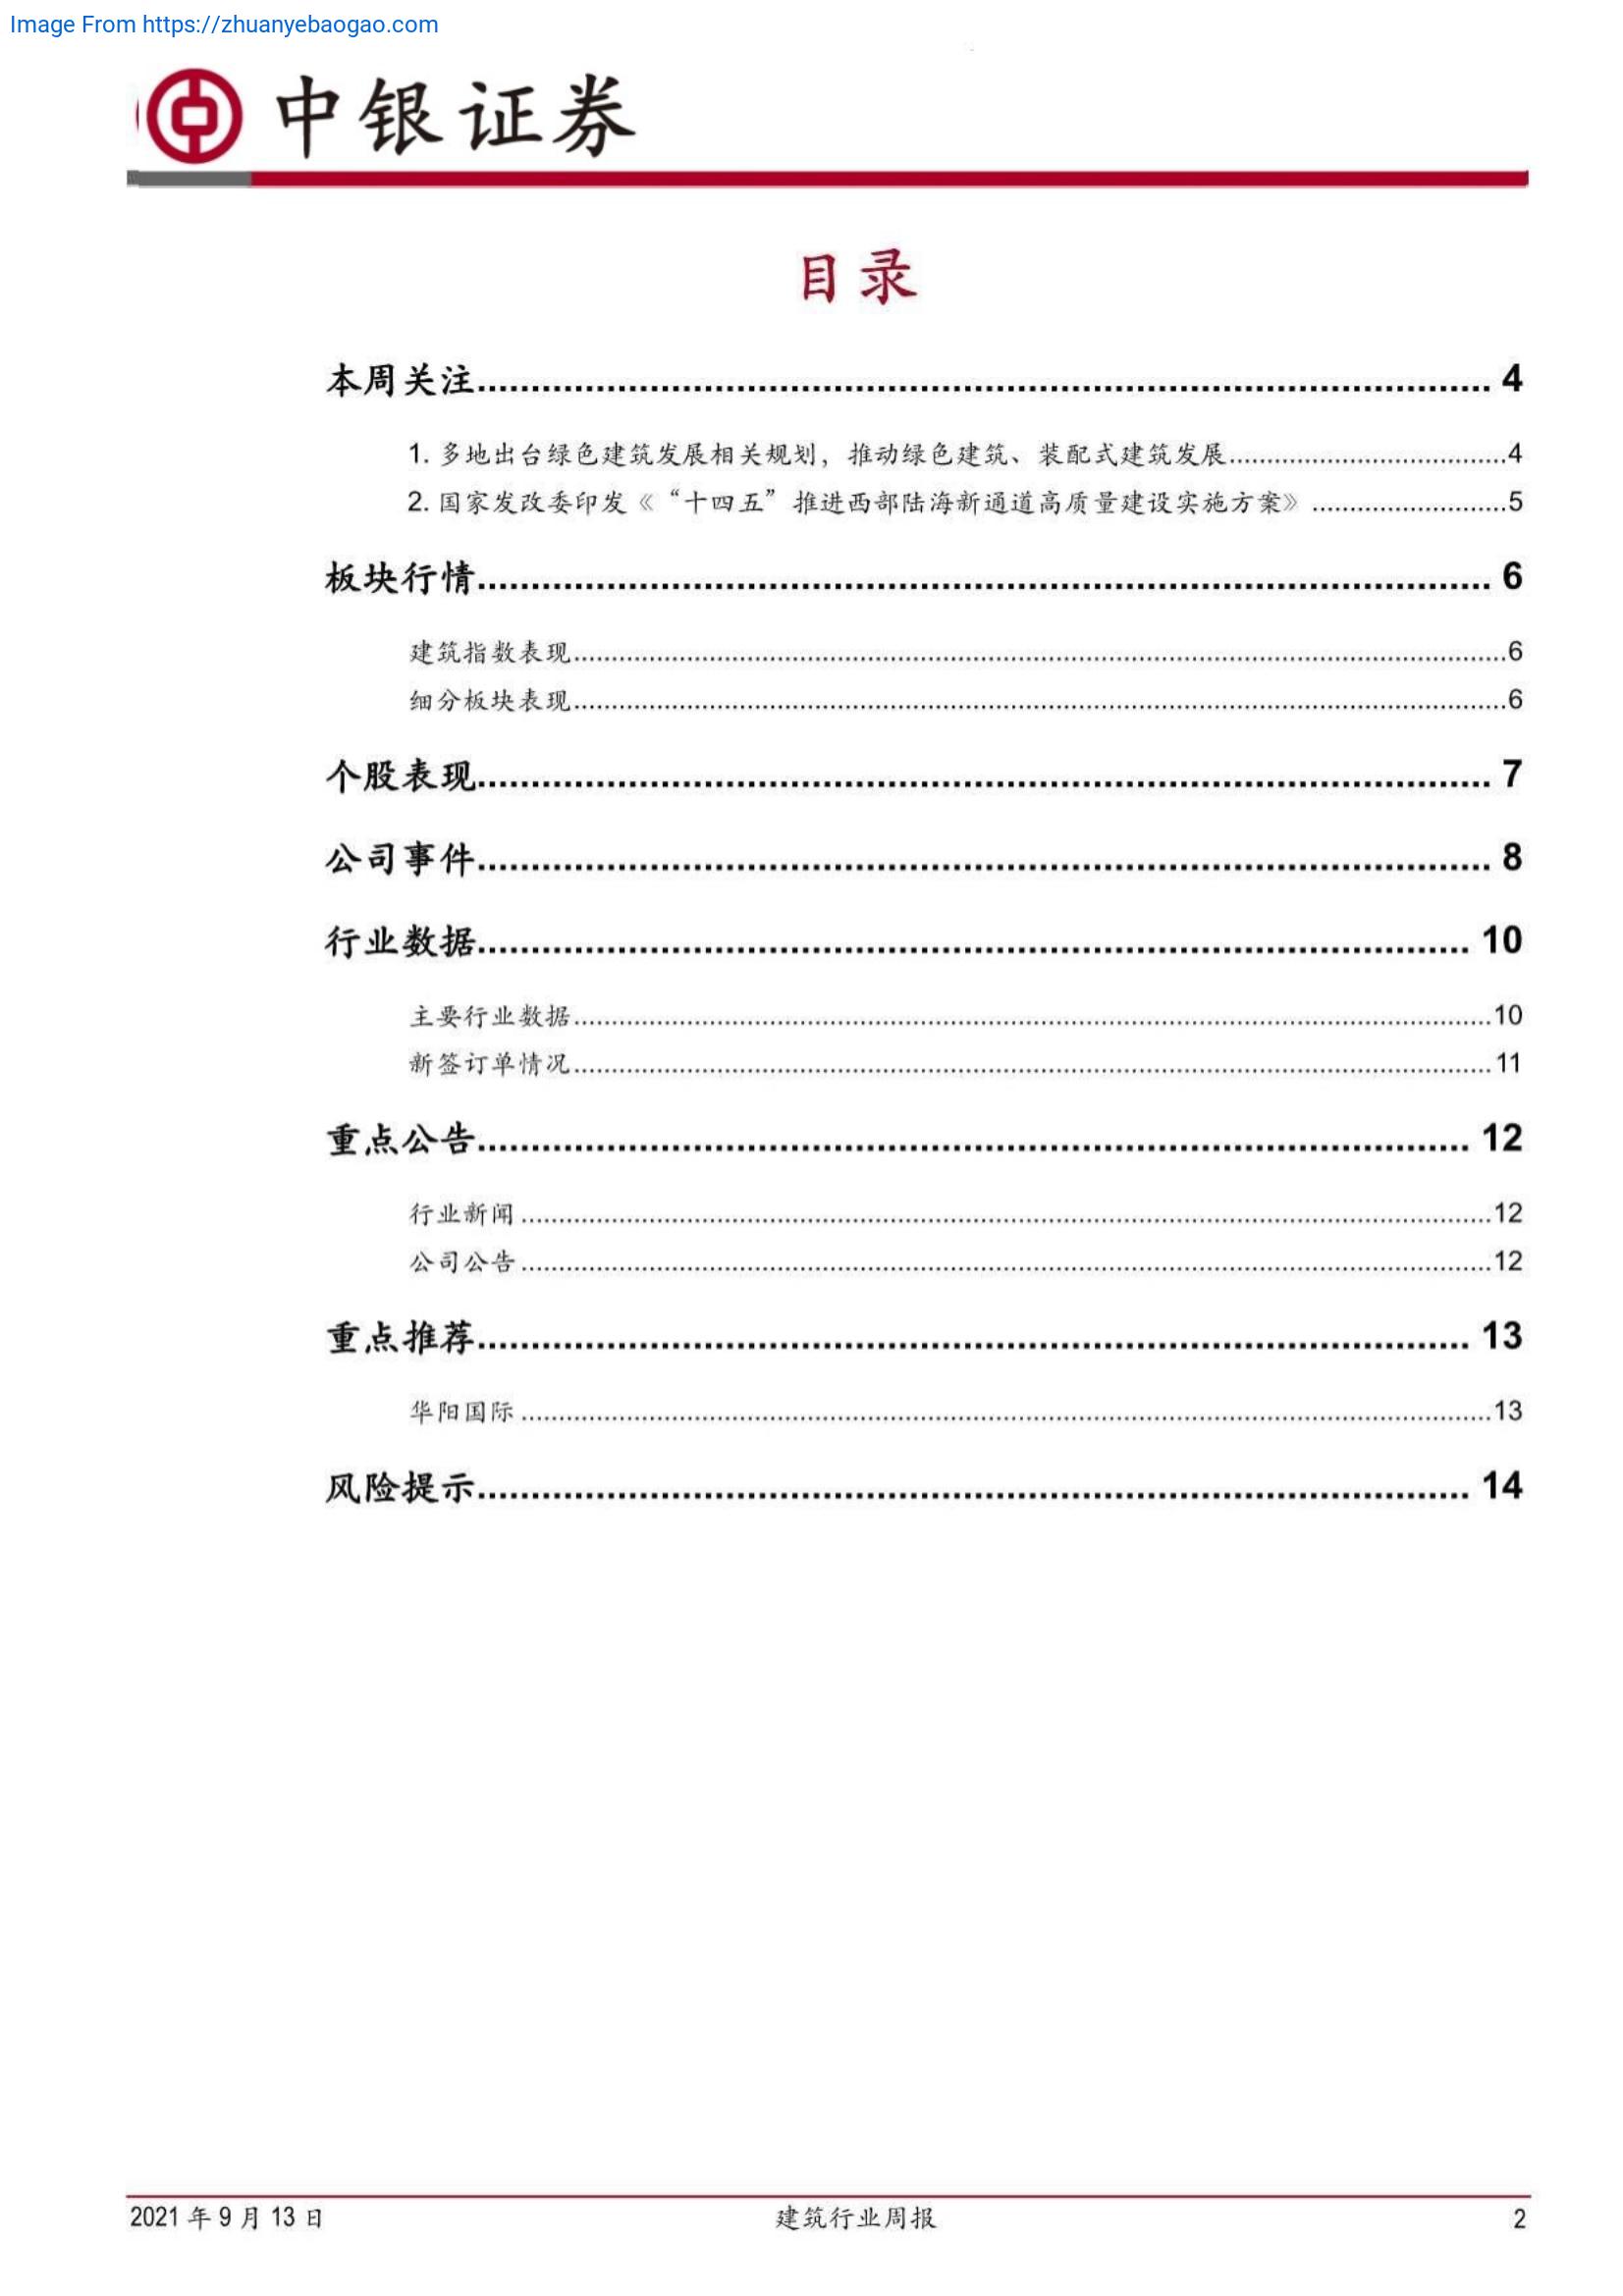 Image From https://zhuanyebaogao.com
中银证券
目录
本周关注........ 4
1. 多地出台绿色建筑发展相关规划，推动绿色建筑、装配式建筑发展........4
2. 国家发改委印发《“十四五”推进西部陆海新通道高质量建设实施方案》........5
板块行情........ 6
建筑指数表现........6
细分板块表现........6
个股表现........ 7
公司事件........ 8
行业数据........ 10
主要行业数据........10
新签订单情况........11
重点公告........ 12
行业新闻........12
公司公告........12
重点推荐........ 13
华阳国际........13
风险提示........ 14
2021 年 9 月 13 日 建筑行业周报 2